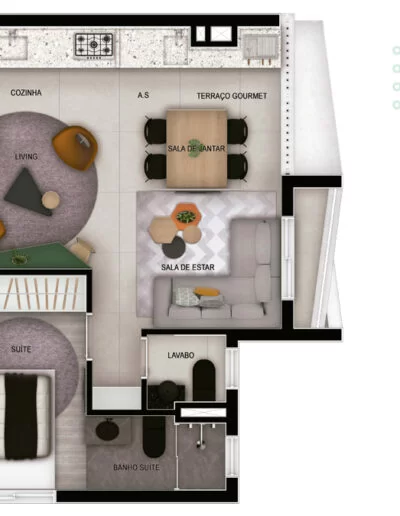 COZINHA
A.S
TERRAÇO GOURMET
LIVING
SALA DE JANTAR
SALA DE ESTAR
SUÍTE
LAVABO
BANHO SUÍTE